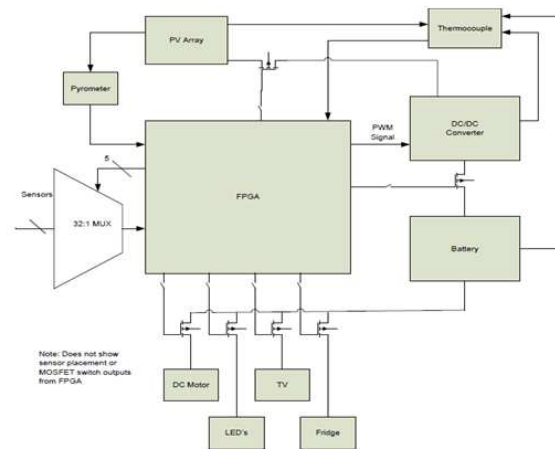 PV Array
Thermocouple
Pyrometer
PWM
Signal
DC/DC
Converter
5
Sensors
32:1 MUX
FPGA
Battery
Note: Does not show
sensor placement or
MOSFET switch outputs
from FPGA
DC Motor
TV
LED's
Fridge